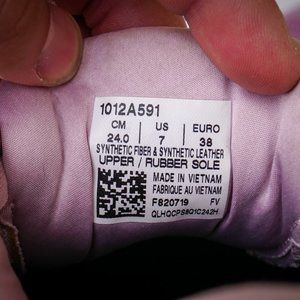 1012A591
CM US EURO
24.0 7 38
SYNTHETIC FIBER & SYNTHETIC LEATHER
UPPER / RUBBER SOLE
MADE IN VIETNAM
FABRIQUE AU VIETNAM
F820719 FV
QLHQCPS8Q1C242H